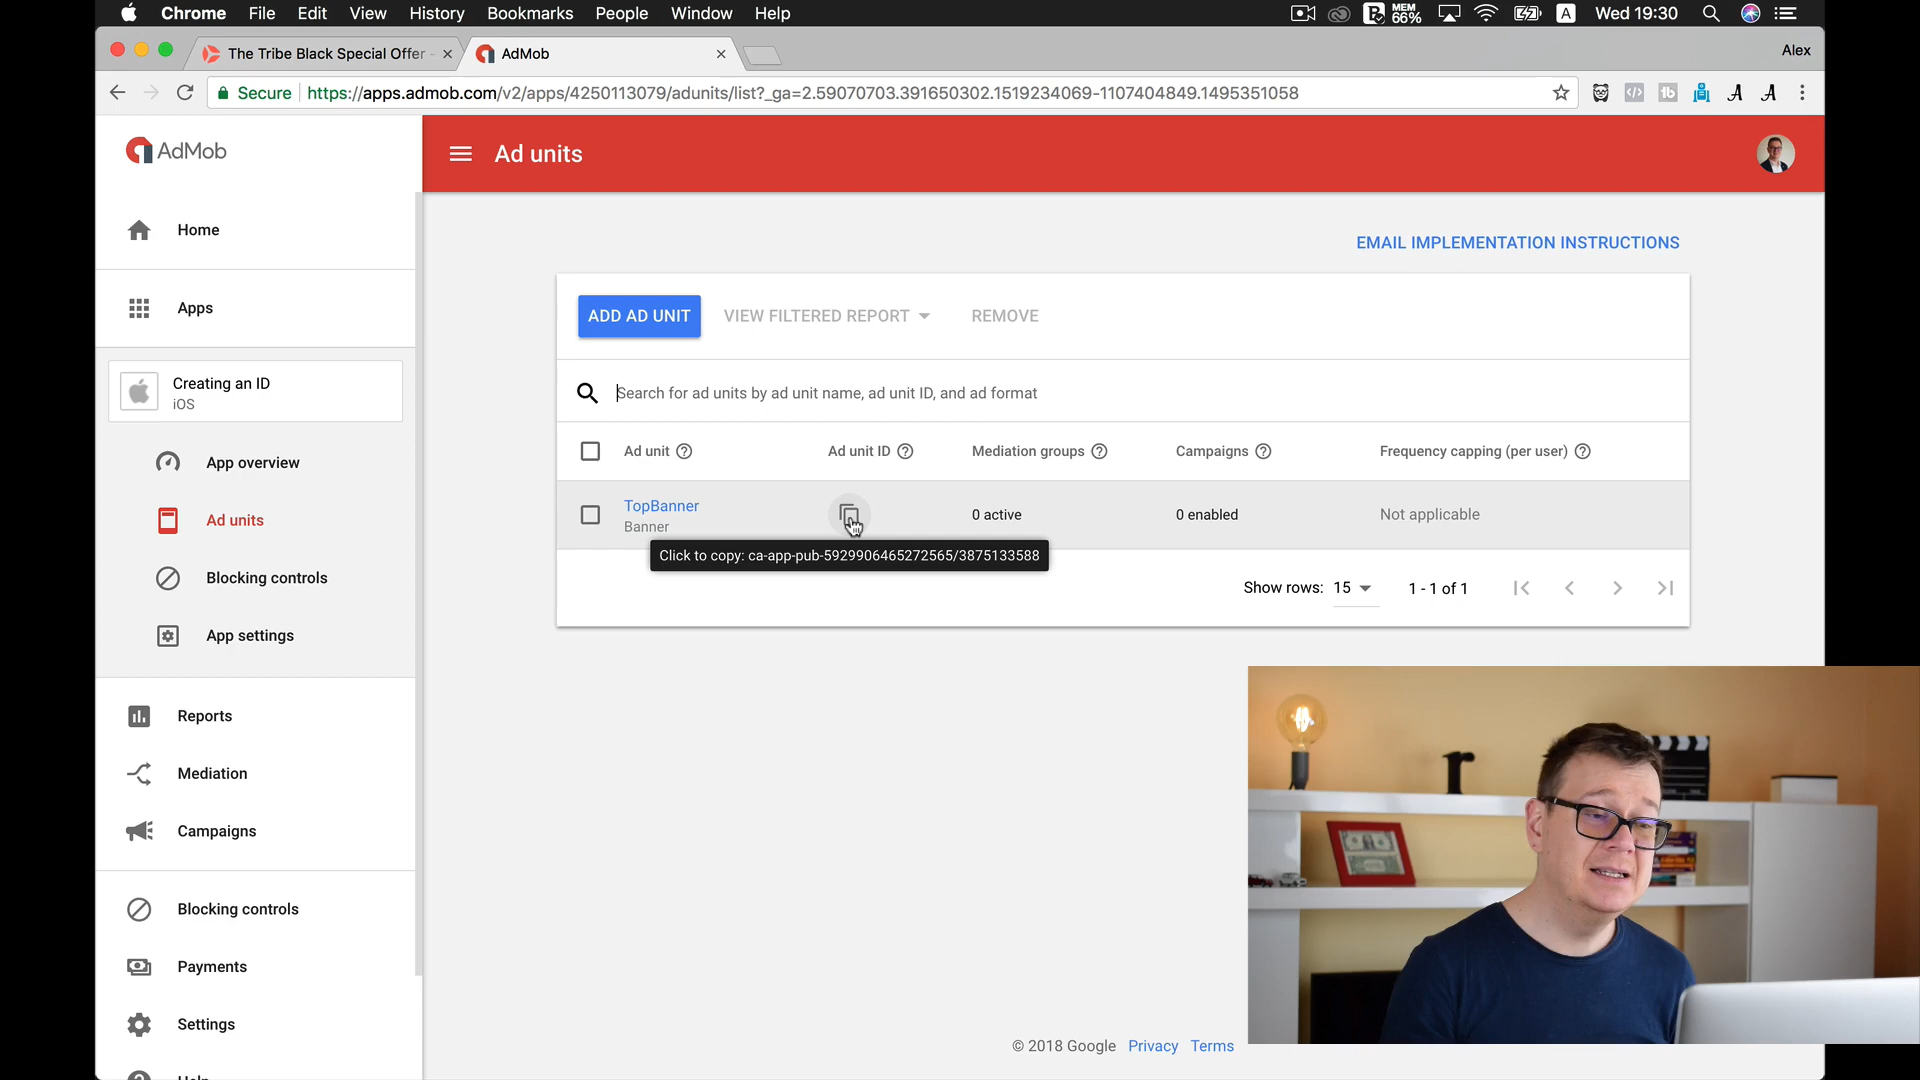 Chrome File Edit View History Bookmarks People Window Help MEM 66% A Wed 19:30
The Tribe Black Special Offer - AdMob Alex
Secure https://apps.admob.com/v2/apps/4250113079/adunits/list?_ga=2.59070703.391650302.1519234069-1107404849.1495351058
AdMob
Ad units
Home
EMAIL IMPLEMENTATION INSTRUCTIONS
Apps
ADD AD UNIT VIEW FILTERED REPORT REMOVE
Creating an ID
iOS
Search for ad units by ad unit name, ad unit ID, and ad format
App overview
Ad unit Ad unit ID Mediation groups Campaigns Frequency capping (per user)
Ad units
TopBanner
Banner
0 active 0 enabled Not applicable
Click to copy: ca-app-pub-5929906465272565/3875133588
Blocking controls
Show rows: 15 1 - 1 of 1
App settings
Reports
Mediation
Campaigns
Blocking controls
Payments
Settings
© 2018 Google Privacy Terms